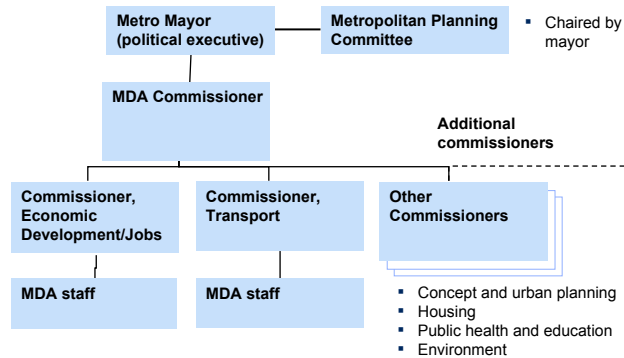 Metro Mayor
(political executive)
Metropolitan Planning
Committee
▪ Chaired by
mayor
MDA Commissioner
Additional
commissioners
Commissioner,
Economic
Development/Jobs
Commissioner,
Transport
Other
Commissioners
MDA staff
MDA staff
▪ Concept and urban planning
▪ Housing
▪ Public health and education
▪ Environment